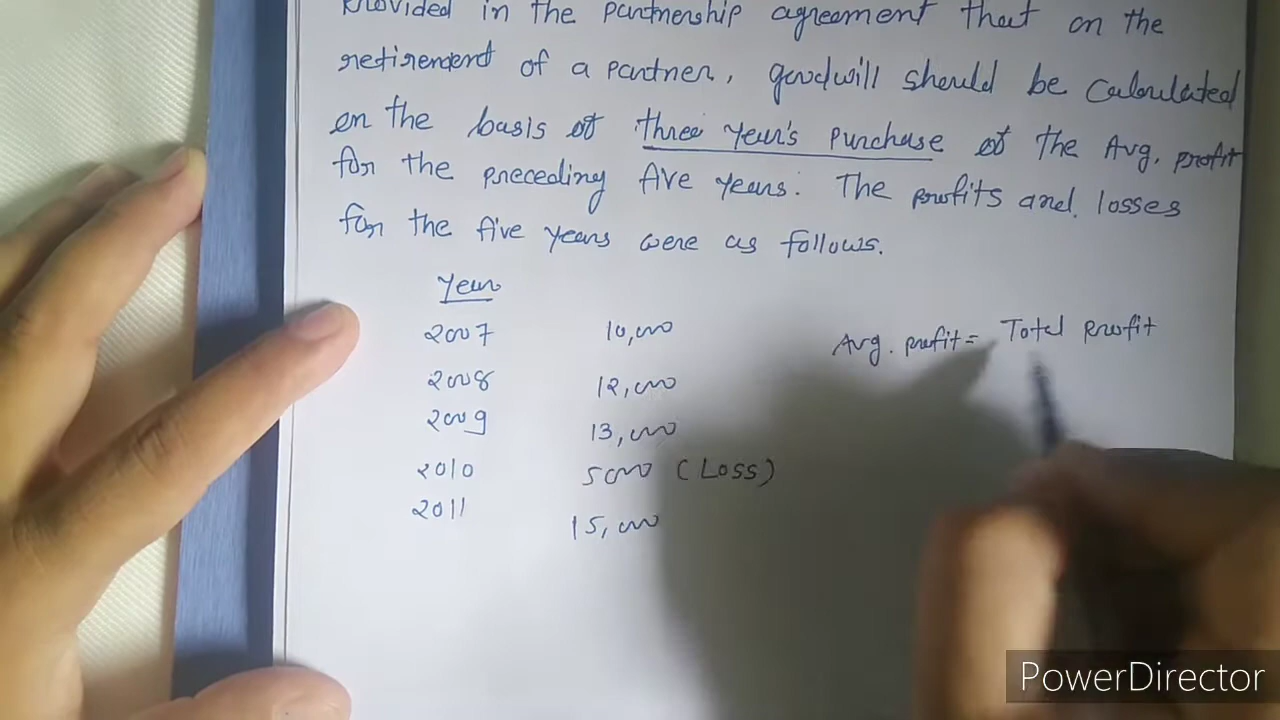 Provided in the partnership agreement that on the
retirement of a partner, goodwill should be calculated
on the basis of three year's purchase of the Avg. profit
for the preceding five years. The profits and losses
for the five years were as follows.
Year
2007 10,000
2008 12,000
2009 13,000
2010 5000 (Loss)
2011 15,000
Avg. profit = Total profit
PowerDirector